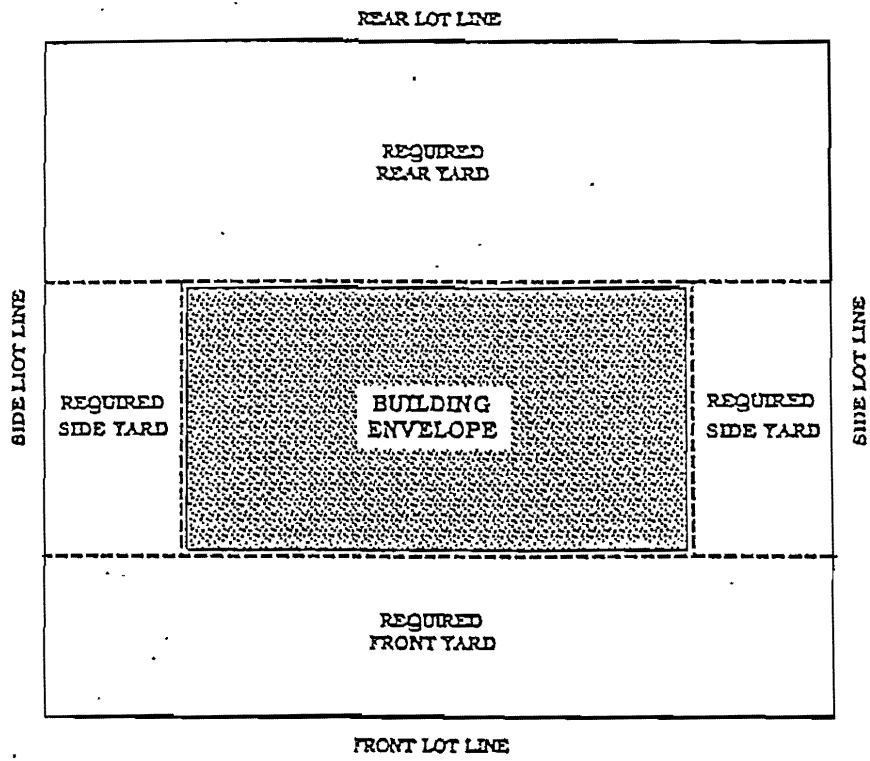 REAR LOT LINE
REQUIRED
REAR YARD
SIDE LIOT LINE
REQUIRED
SIDE YARD
BUILDING
ENVELOPE
REQUIRED
SIDE YARD
SIDE LOT LINE
REQUIRED
FRONT YARD
FRONT LOT LINE